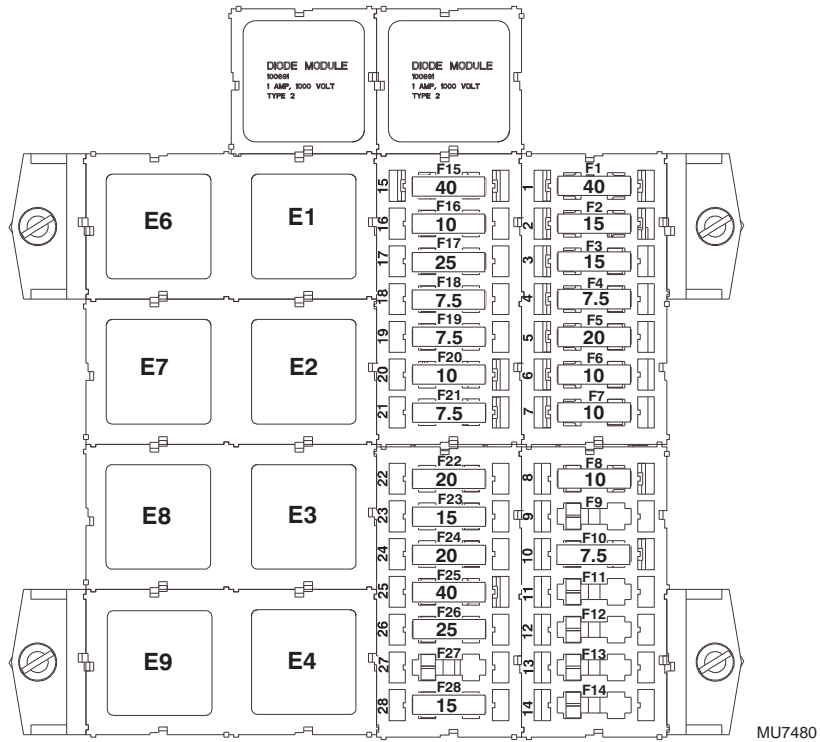 DIODE MODULE
100691
1 AMP, 1000 VOLT
TYPE 2
DIODE MODULE
100691
1 AMP, 1000 VOLT
TYPE 2
E6
E1
E7
E2
E8
E3
E9
E4
15 F15 40
16 F16 10
17 F17 25
18 F18 7.5
19 F19 7.5
20 F20 10
21 F21 7.5
22 F22 20
23 F23 15
24 F24 20
25 F25 40
26 F26 25
27 F27
28 F28 15
1 F1 40
2 F2 15
3 F3 15
4 F4 7.5
5 F5 20
6 F6 10
7 F7 10
8 F8 10
9 F9
10 F10 7.5
11 F11
12 F12
13 F13
14 F14
MU7480